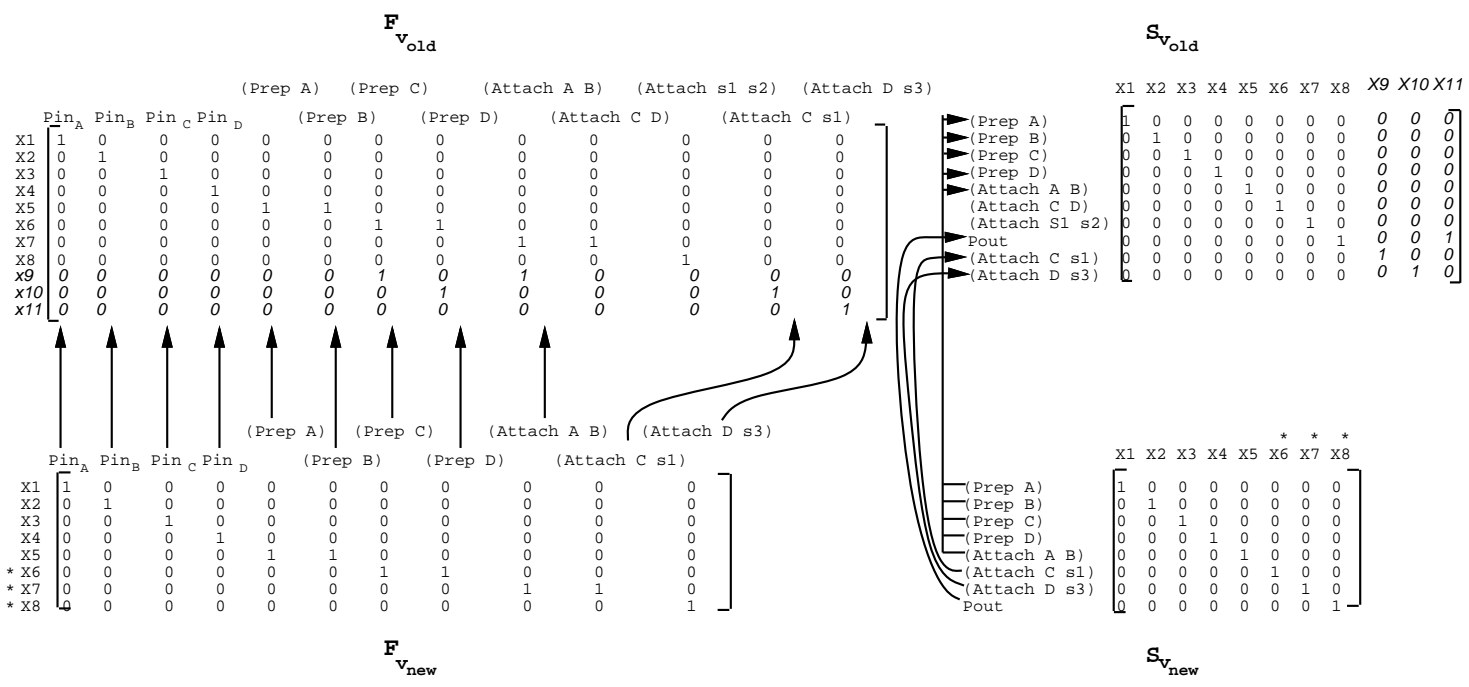 F v old
(Prep A) (Prep C) (Attach A B) (Attach s1 s2) (Attach D s3)
Pin A Pin B Pin C Pin D (Prep B) (Prep D) (Attach C D) (Attach C s1)
X1 1 0 0 0 0 0 0 0 0 0 0 0 0
X2 0 1 0 0 0 0 0 0 0 0 0 0 0
X3 0 0 1 0 0 0 0 0 0 0 0 0 0
X4 0 0 0 1 0 0 0 0 0 0 0 0 0
X5 0 0 0 0 1 1 0 0 0 0 0 0 0
X6 0 0 0 0 0 0 1 1 0 0 0 0 0
X7 0 0 0 0 0 0 0 0 1 1 0 0 0
X8 0 0 0 0 0 0 0 0 0 0 1 0 0
x9 0 0 0 0 0 0 1 0 1 0 0 0 0
x10 0 0 0 0 0 0 0 1 0 0 0 1 0
x11 0 0 0 0 0 0 0 0 0 0 0 0 1
S v old
X1 X2 X3 X4 X5 X6 X7 X8 X9 X10 X11
(Prep A) 1 0 0 0 0 0 0 0 0 0 0
(Prep B) 0 1 0 0 0 0 0 0 0 0 0
(Prep C) 0 0 1 0 0 0 0 0 0 0 0
(Prep D) 0 0 0 1 0 0 0 0 0 0 0
(Attach A B) 0 0 0 0 1 0 0 0 0 0 0
(Attach C D) 0 0 0 0 0 1 0 0 0 0 0
(Attach S1 s2) 0 0 0 0 0 0 1 0 0 0 0
Pout 0 0 0 0 0 0 0 1 0 0 1
(Attach C s1) 0 0 0 0 0 0 0 0 1 0 0
(Attach D s3) 0 0 0 0 0 0 0 0 0 1 0
(Prep A) (Prep C) (Attach A B) (Attach D s3)
Pin A Pin B Pin C Pin D (Prep B) (Prep D) (Attach C s1)
X1 1 0 0 0 0 0 0 0 0 0 0
X2 0 1 0 0 0 0 0 0 0 0 0
X3 0 0 1 0 0 0 0 0 0 0 0
X4 0 0 0 1 0 0 0 0 0 0 0
X5 0 0 0 0 1 1 0 0 0 0 0
* X6 0 0 0 0 0 0 1 1 0 0 0
* X7 0 0 0 0 0 0 0 0 1 1 0
* X8 0 0 0 0 0 0 0 0 0 0 1
F v new
* * *
X1 X2 X3 X4 X5 X6 X7 X8
(Prep A) 1 0 0 0 0 0 0 0
(Prep B) 0 1 0 0 0 0 0 0
(Prep C) 0 0 1 0 0 0 0 0
(Prep D) 0 0 0 1 0 0 0 0
(Attach A B) 0 0 0 0 1 0 0 0
(Attach C s1) 0 0 0 0 0 1 0 0
(Attach D s3) 0 0 0 0 0 0 1 0
Pout 0 0 0 0 0 0 0 1
S v new